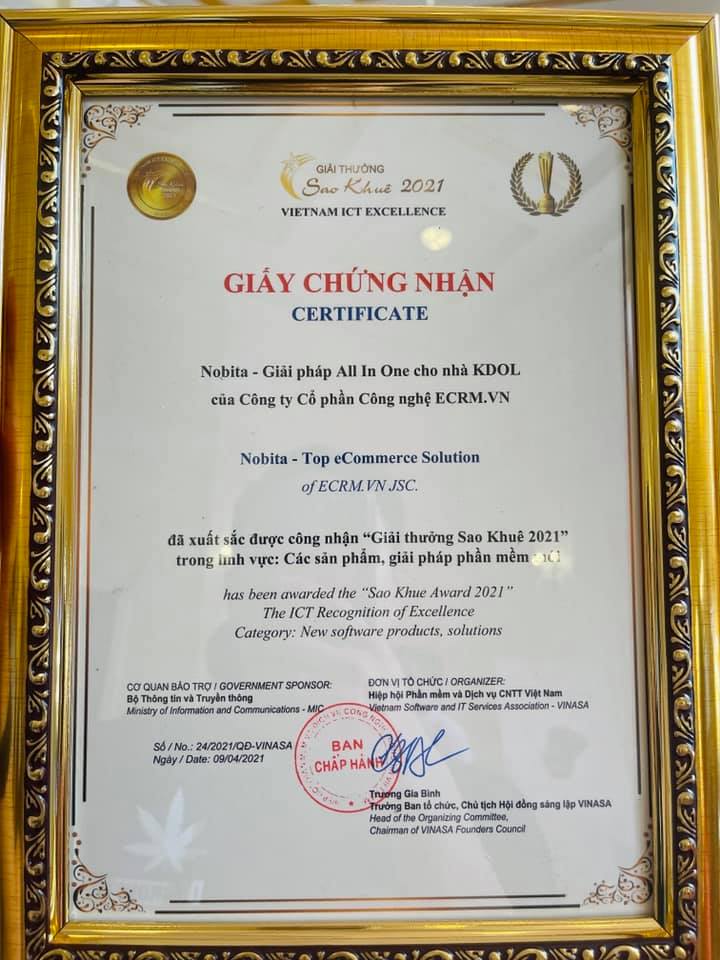 GIẢI THƯỞNG
Sao Khuê 2021
VIETNAM ICT EXCELLENCE
GIẤY CHỨNG NHẬN
CERTIFICATE
Nobita - Giải pháp All In One cho nhà KDOL
của Công ty Cổ phần Công nghệ ECRM.VN
Nobita - Top eCommerce Solution
of ECRM.VN JSC.
đã xuất sắc được công nhận “Giải thưởng Sao Khuê 2021”
trong lĩnh vực: Các sản phẩm, giải pháp phần mềm mới
has been awarded the “Sao Khue Award 2021”
The ICT Recognition of Excellence
Category: New software products, solutions
CƠ QUAN BẢO TRỢ / GOVERNMENT SPONSOR:
Bộ Thông tin và Truyền thông
Ministry of Information and Communications - MIC
ĐƠN VỊ TỔ CHỨC / ORGANIZER:
Hiệp hội Phần mềm và Dịch vụ CNTT Việt Nam
Vietnam Software and IT Services Association - VINASA
Số / No.: 24/2021/QĐ-VINASA
Ngày / Date: 09/04/2021
BAN
CHẤP HÀNH
Trương Gia Bình
Trưởng Ban tổ chức, Chủ tịch Hội đồng sáng lập VINASA
Head of the Organizing Committee,
Chairman of VINASA Founders Council